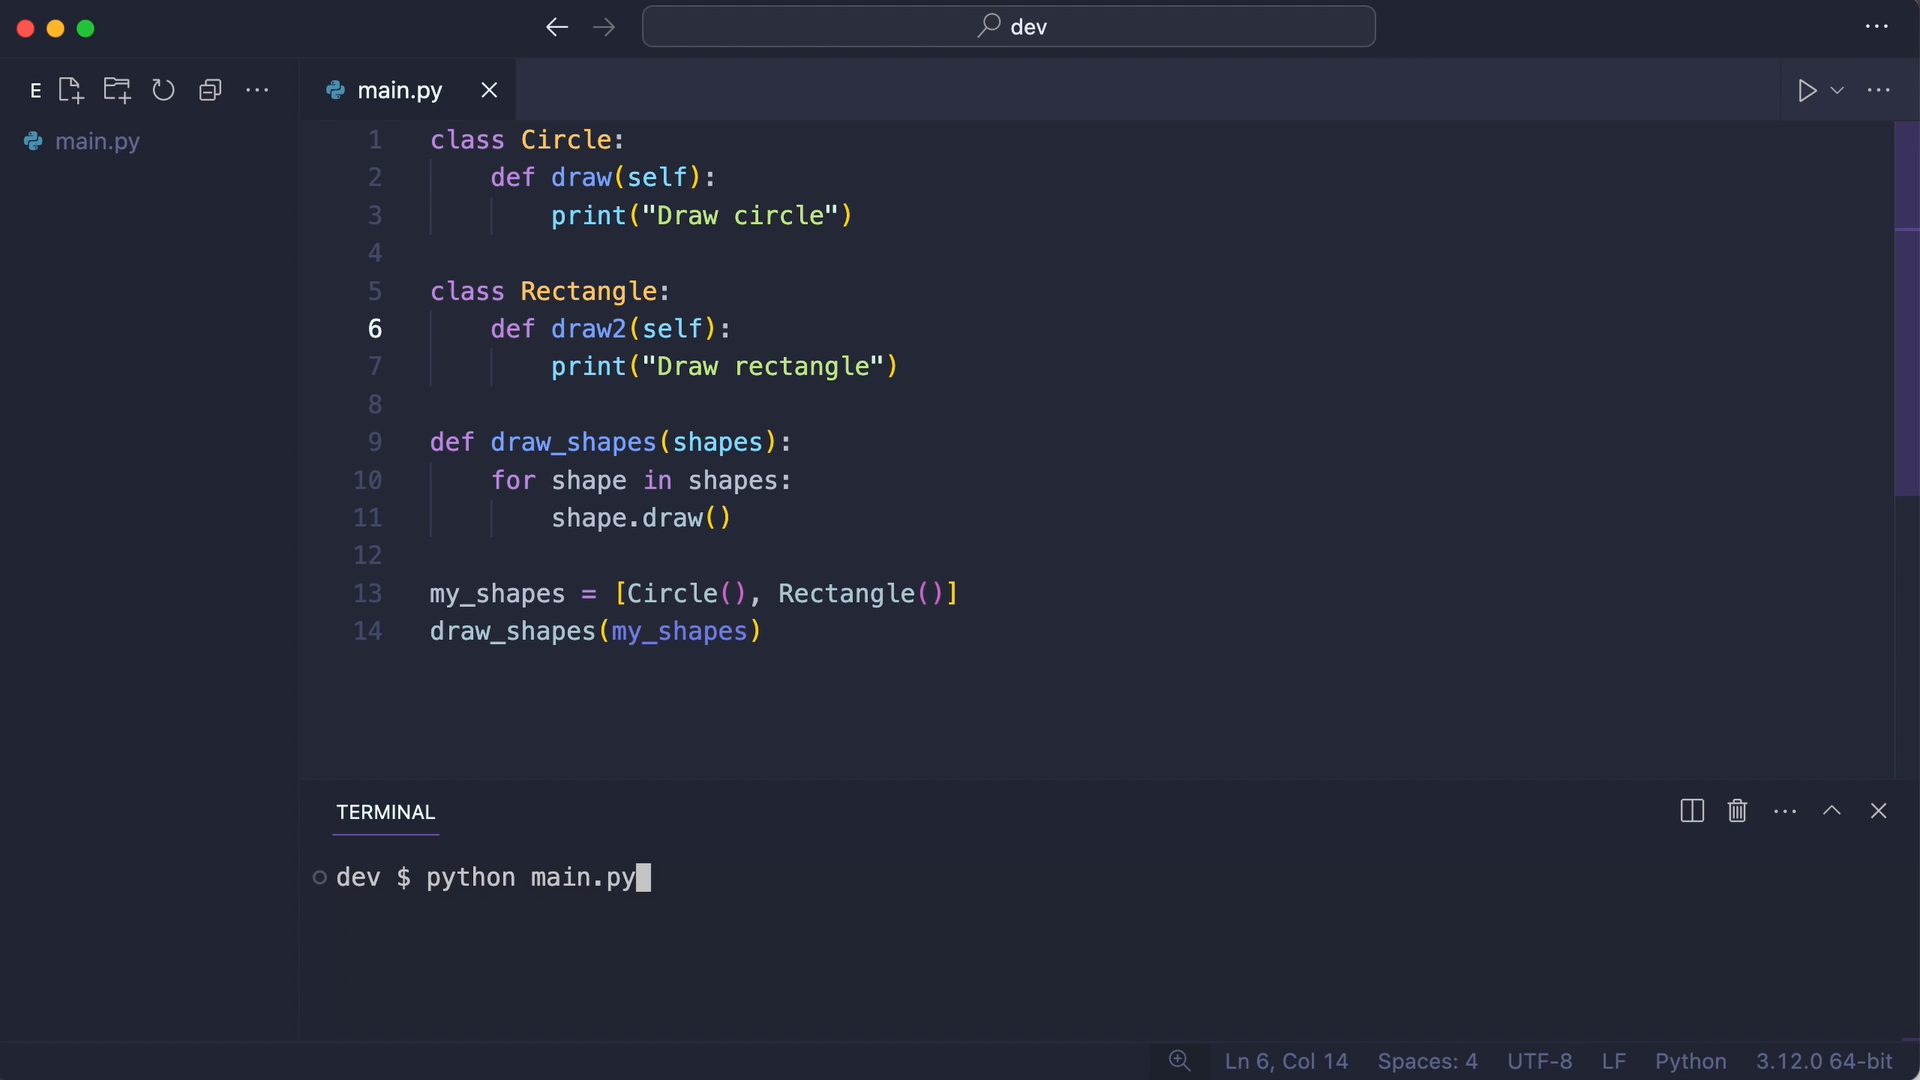 dev
E
main.py
main.py
1 class Circle:
2     def draw(self):
3         print("Draw circle")
4
5 class Rectangle:
6     def draw2(self):
7         print("Draw rectangle")
8
9 def draw_shapes(shapes):
10     for shape in shapes:
11         shape.draw()
12
13 my_shapes = [Circle(), Rectangle()]
14 draw_shapes(my_shapes)
TERMINAL
dev $ python main.py
Ln 6, Col 14 Spaces: 4 UTF-8 LF Python 3.12.0 64-bit